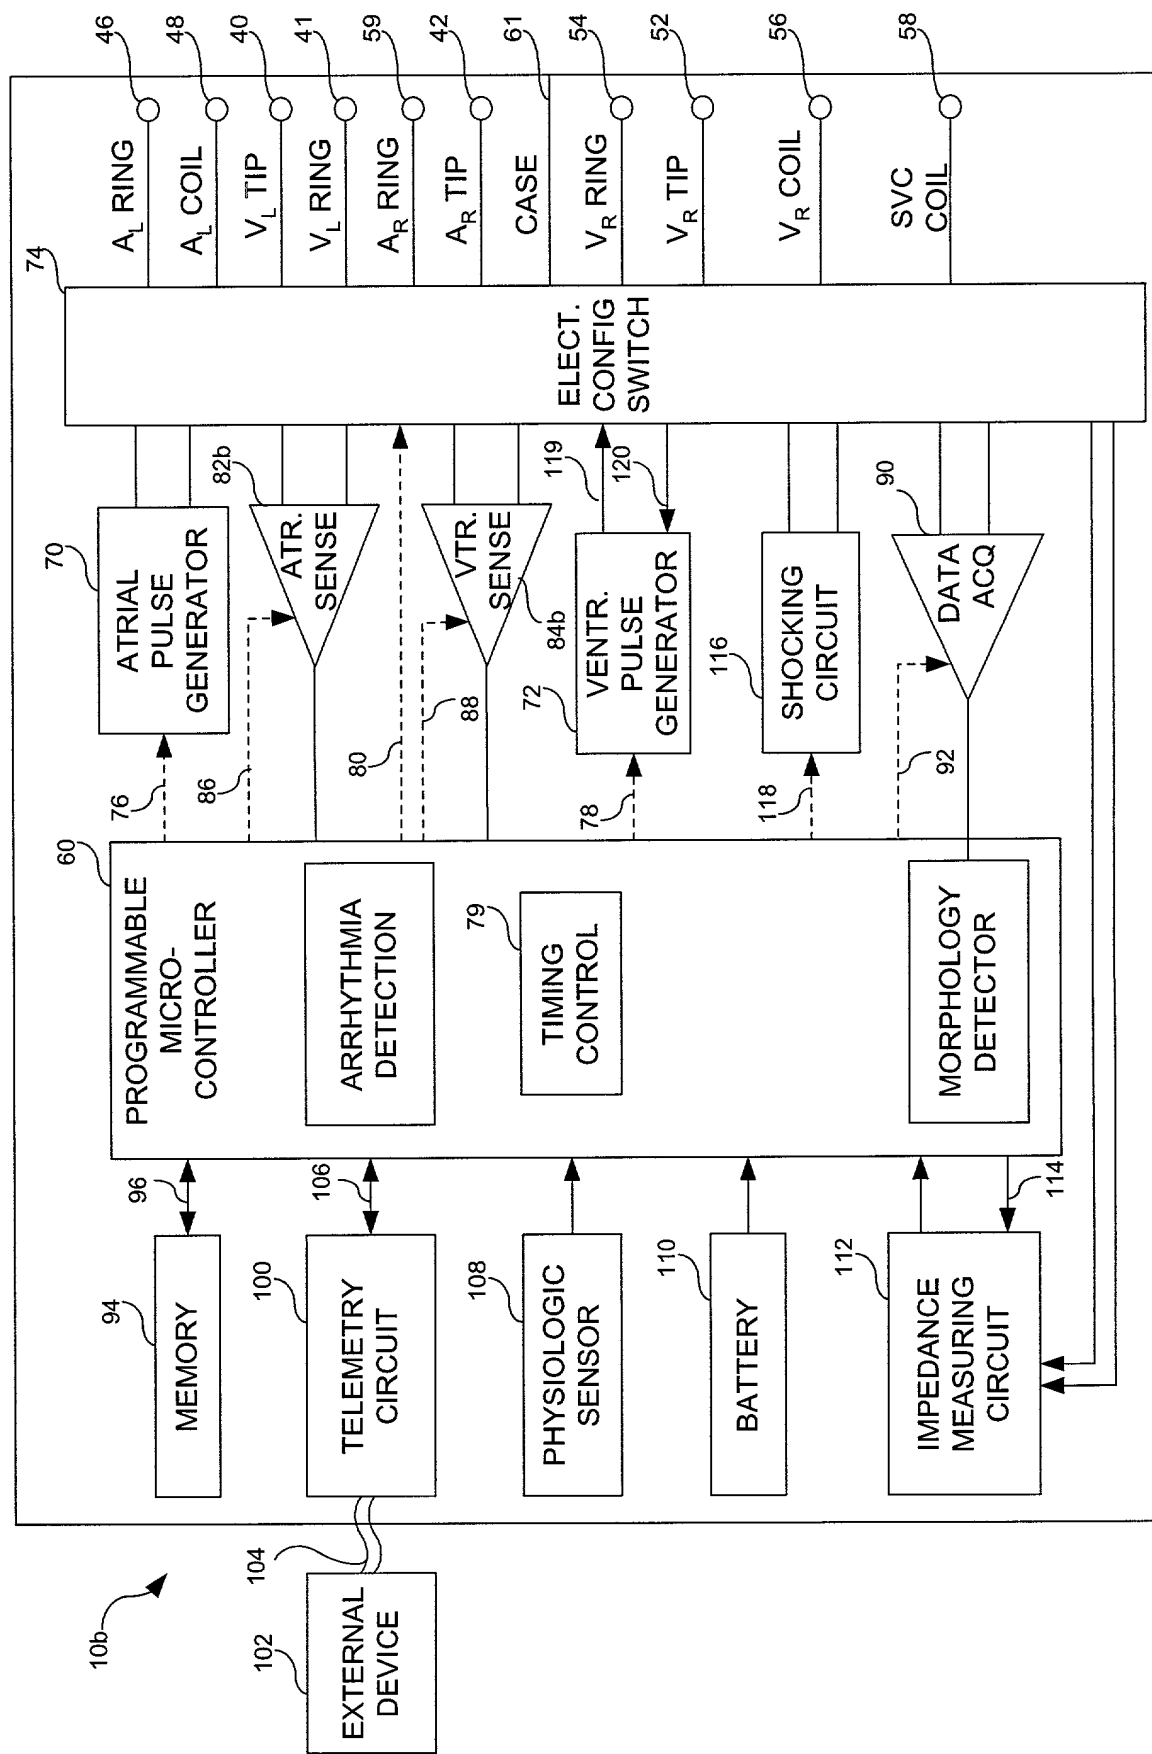 10b
102
EXTERNAL
DEVICE
104
94
MEMORY
96
100
TELEMETRY
CIRCUIT
106
108
PHYSIOLOGIC
SENSOR
110
BATTERY
112
IMPEDANCE
MEASURING
CIRCUIT
114
60
PROGRAMMABLE
MICRO-
CONTROLLER
ARRHYTHMIA
DETECTION
79
TIMING
CONTROL
MORPHOLOGY
DETECTOR
76
86
80
88
78
118
92
70
ATRIAL
PULSE
GENERATOR
82b
ATR.
SENSE
VTR.
SENSE
84b
72
VENTR.
PULSE
GENERATOR
119
120
116
SHOCKING
CIRCUIT
90
DATA
ACQ
74
ELECT.
CONFIG
SWITCH
A_L RING
46
A_L COIL
48
V_L TIP
40
V_L RING
41
A_R RING
59
A_R TIP
42
CASE
61
V_R RING
54
V_R TIP
52
V_R COIL
56
SVC
COIL
58